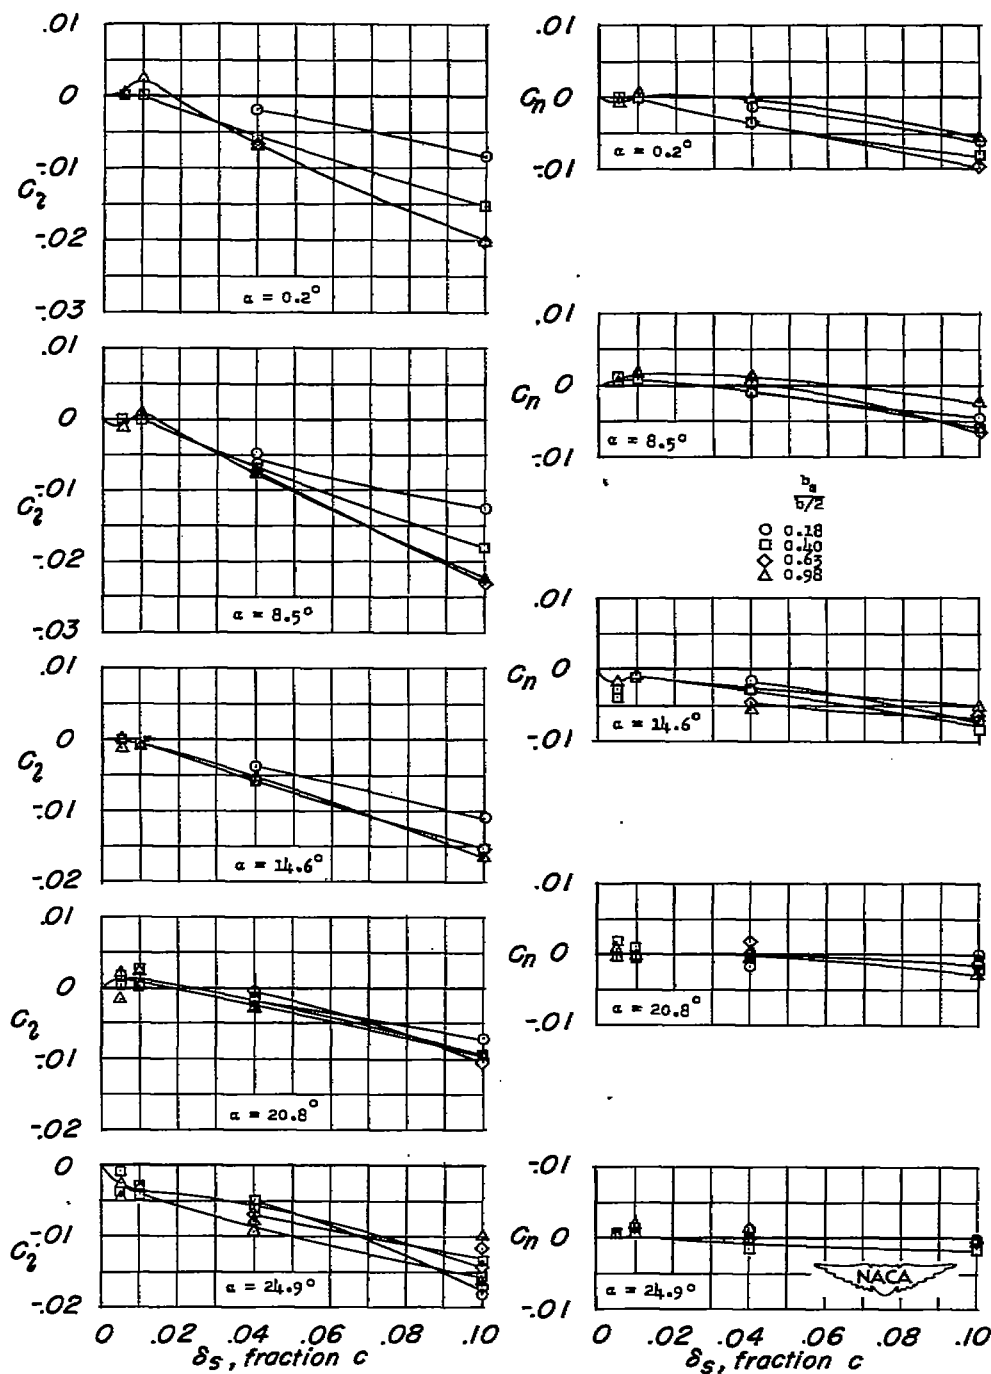 .01
0
-.01
-.02
-.03
C_l
α = 0.2°
.01
C_n 0
-.01
α = 0.2°
.01
0
-.01
-.02
-.03
C_l
α = 8.5°
.01
C_n 0
-.01
α = 8.5°
b_s
b/2
○ 0.18
□ 0.40
◇ 0.63
△ 0.98
.01
0
-.01
-.02
C_l
α = 14.6°
.01
C_n 0
-.01
α = 14.6°
.01
0
-.01
-.02
C_l
α = 20.8°
.01
C_n 0
-.01
α = 20.8°
0
-.01
-.02
C_l
α = 24.9°
-.01
C_n 0
-.01
α = 24.9°
NACA
0 .02 .04 .06 .08 .10
δ_s, fraction c
0 .02 .04 .06 .08 .10
δ_s, fraction c